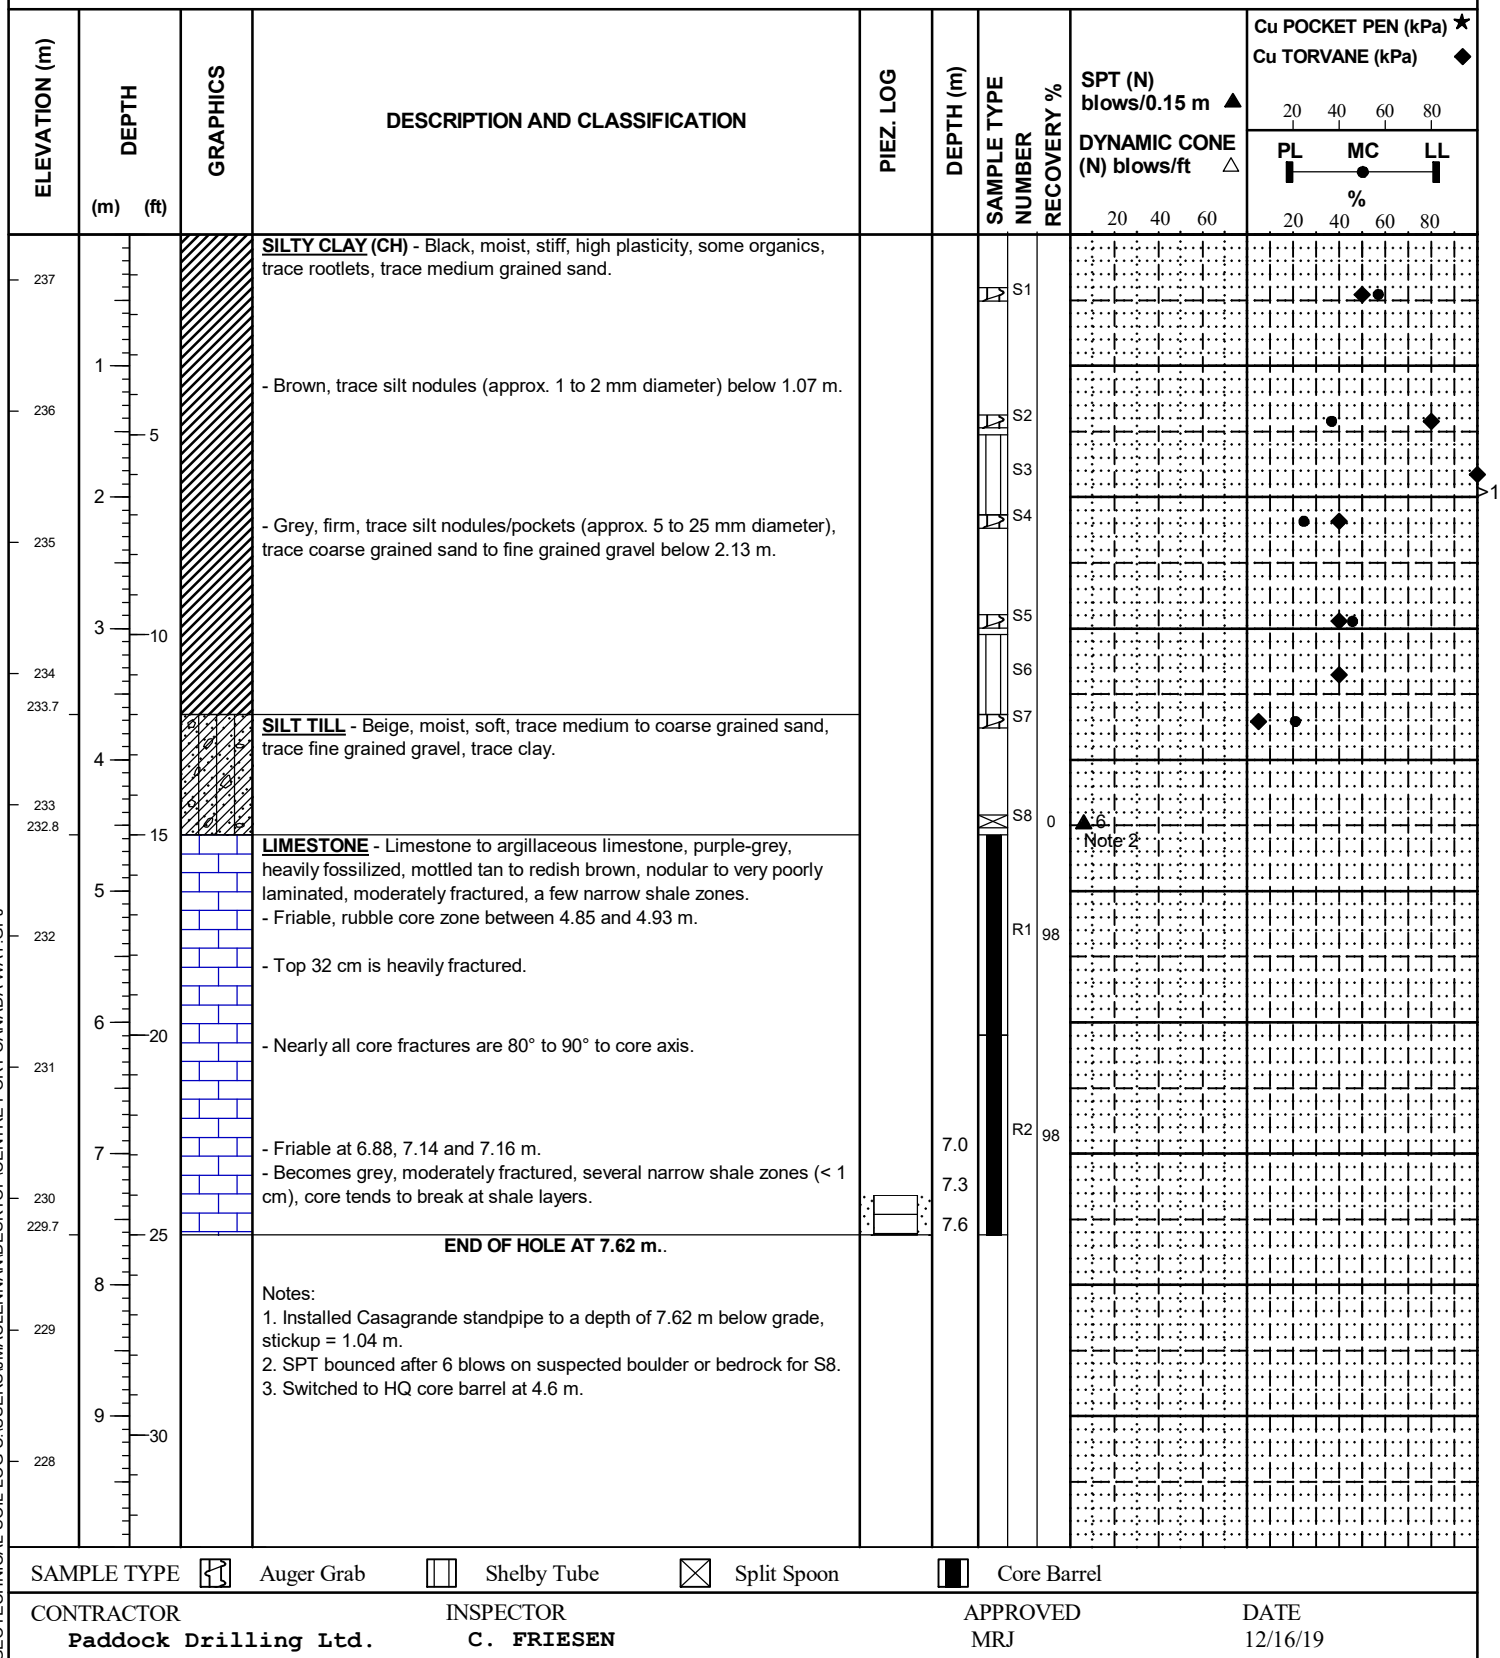 ELEVATION (m)
DEPTH
(m) (ft)
GRAPHICS
DESCRIPTION AND CLASSIFICATION
PIEZ. LOG
DEPTH (m)
SAMPLE TYPE
NUMBER
RECOVERY %
SPT (N)
blows/0.15 m ▲
DYNAMIC CONE
(N) blows/ft △
20 40 60
Cu POCKET PEN (kPa) ★
Cu TORVANE (kPa) ◆
20 40 60 80
PL MC LL
%
20 40 60 80
SILTY CLAY (CH) - Black, moist, stiff, high plasticity, some organics,
trace rootlets, trace medium grained sand.
237
S1
1
- Brown, trace silt nodules (approx. 1 to 2 mm diameter) below 1.07 m.
236
S2
5
S3
2
>1
S4
- Grey, firm, trace silt nodules/pockets (approx. 5 to 25 mm diameter),
trace coarse grained sand to fine grained gravel below 2.13 m.
235
S5
3
10
S6
234
233.7
S7
SILT TILL - Beige, moist, soft, trace medium to coarse grained sand,
trace fine grained gravel, trace clay.
4
233
S8 0 6
232.8
15
Note 2
LIMESTONE - Limestone to argillaceous limestone, purple-grey,
heavily fossilized, mottled tan to redish brown, nodular to very poorly
laminated, moderately fractured, a few narrow shale zones.
5
- Friable, rubble core zone between 4.85 and 4.93 m.
232
R1 98
- Top 32 cm is heavily fractured.
6
20
- Nearly all core fractures are 80° to 90° to core axis.
231
R2 98
7
- Friable at 6.88, 7.14 and 7.16 m.
7.0
- Becomes grey, moderately fractured, several narrow shale zones (< 1
cm), core tends to break at shale layers.
7.3
230
229.7
7.6
25
END OF HOLE AT 7.62 m..
8
Notes:
1. Installed Casagrande standpipe to a depth of 7.62 m below grade,
stickup = 1.04 m.
229
2. SPT bounced after 6 blows on suspected boulder or bedrock for S8.
3. Switched to HQ core barrel at 4.6 m.
9
30
228
SAMPLE TYPE Auger Grab Shelby Tube Split Spoon Core Barrel
CONTRACTOR INSPECTOR APPROVED DATE
Paddock Drilling Ltd. C. FRIESEN MRJ 12/16/19